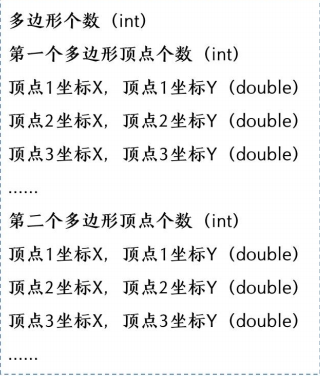 多边形个数（int）
第一个多边形顶点个数（int）
顶点1坐标X，顶点1坐标Y（double）
顶点2坐标X，顶点2坐标Y（double）
顶点3坐标X，顶点3坐标Y（double）
……
第二个多边形顶点个数（int）
顶点1坐标X，顶点1坐标Y（double）
顶点2坐标X，顶点2坐标Y（double）
顶点3坐标X，顶点3坐标Y（double）
……